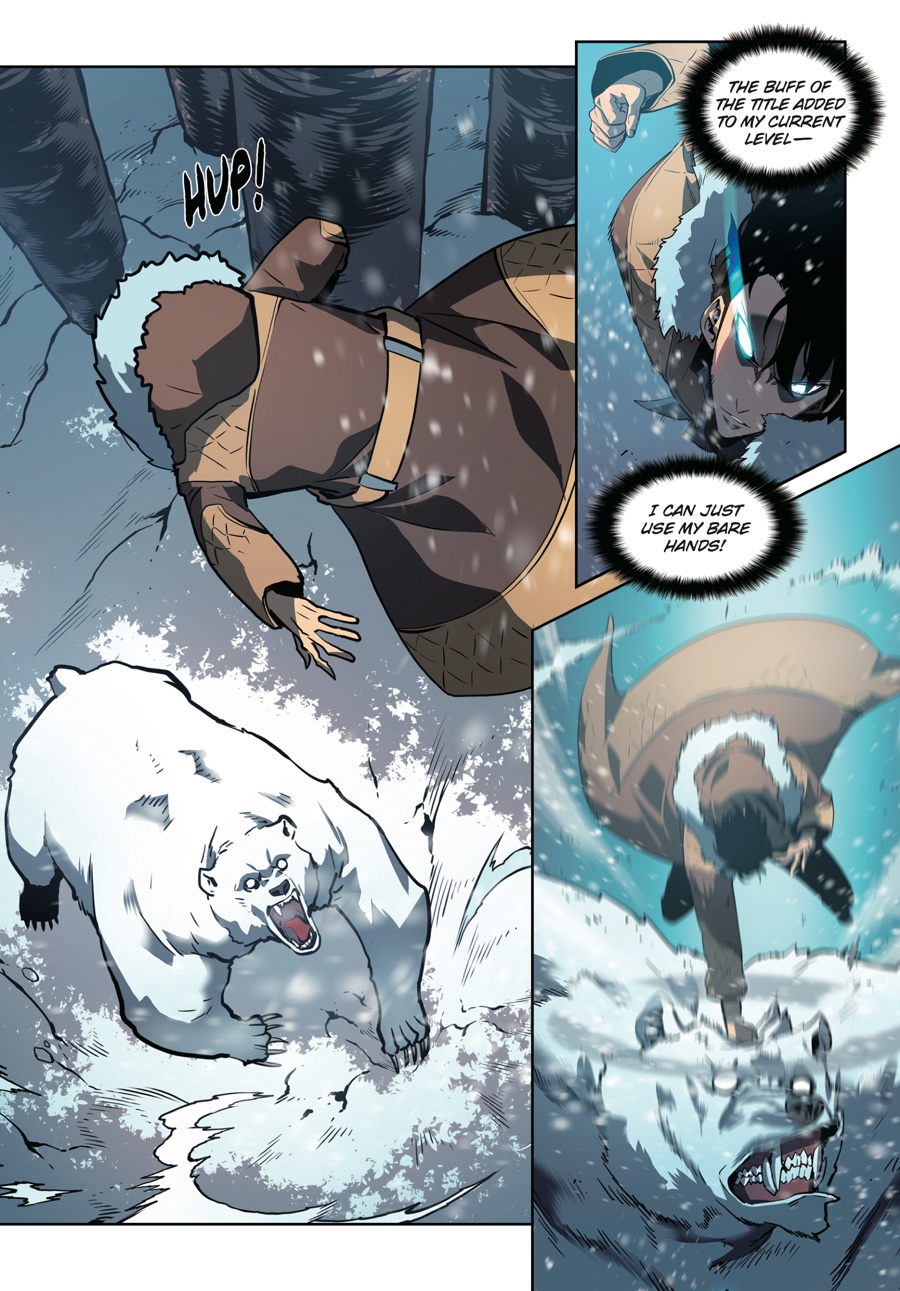 HUP!
THE BUFF OF
THE TITLE ADDED
TO MY CURRENT
LEVEL—
I CAN JUST
USE MY BARE
HANDS!